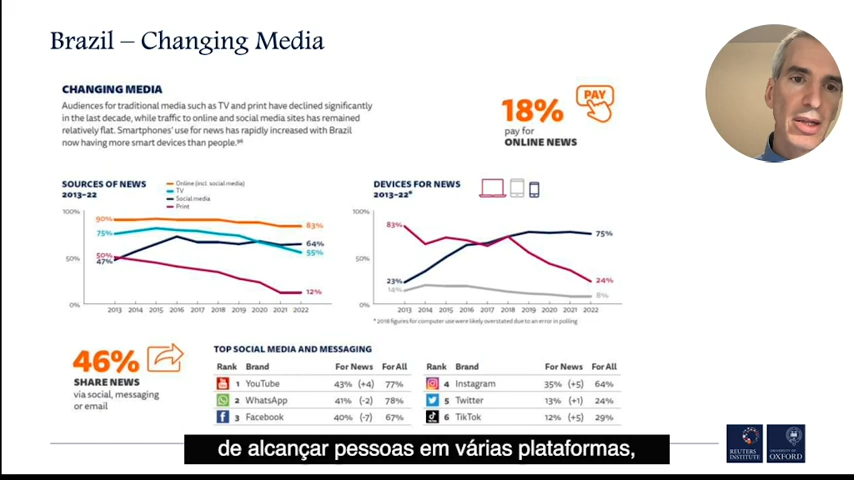 Brazil – Changing Media
CHANGING MEDIA
Audiences for traditional media such as TV and print have declined significantly
in the last decade, while traffic to online and social media sites has remained
relatively flat. Smartphones' use for news has rapidly increased with Brazil
now having more smart devices than people.⁹⁶
18%
pay for
ONLINE NEWS
PAY
SOURCES OF NEWS
2013–22
Online (incl. social media)
TV
Social media
Print
100%
50%
0%
90%
75%
50%
47%
83%
64%
55%
12%
2013 2014 2015 2016 2017 2018 2019 2020 2021 2022
DEVICES FOR NEWS
2013–22*
100%
50%
0%
83%
23%
14%
75%
24%
8%
2013 2014 2015 2016 2017 2018 2019 2020 2021 2022
* 2018 figures for computer use were likely overstated due to an error in polling
46%
SHARE NEWS
via social, messaging
or email
TOP SOCIAL MEDIA AND MESSAGING
Rank Brand For News For All
1 YouTube 43% (+4) 77%
2 WhatsApp 41% (-2) 78%
3 Facebook 40% (-7) 67%
Rank Brand For News For All
4 Instagram 35% (+5) 64%
5 Twitter 13% (+1) 24%
6 TikTok 12% (+5) 29%
de alcançar pessoas em várias plataformas,
REUTERS
INSTITUTE
UNIVERSITY OF
OXFORD